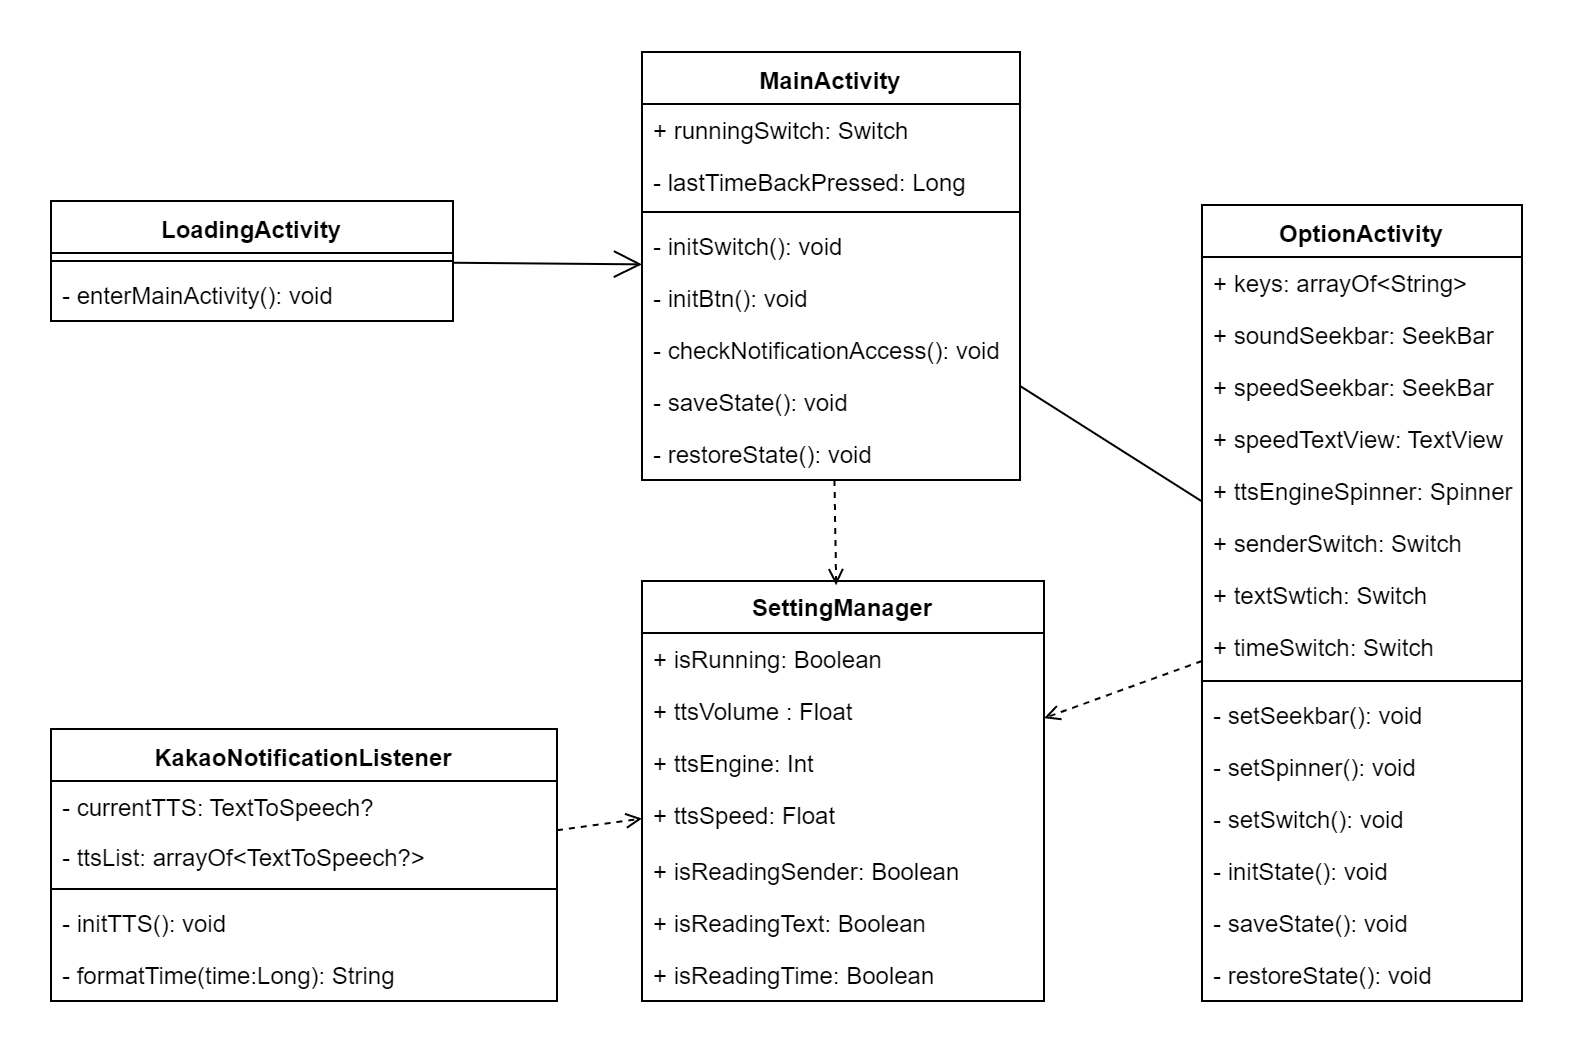 MainActivity
+ runningSwitch: Switch
- lastTimeBackPressed: Long
- initSwitch(): void
- initBtn(): void
- checkNotificationAccess(): void
- saveState(): void
- restoreState(): void
LoadingActivity
- enterMainActivity(): void
OptionActivity
+ keys: arrayOf<String>
+ soundSeekbar: SeekBar
+ speedSeekbar: SeekBar
+ speedTextView: TextView
+ ttsEngineSpinner: Spinner
+ senderSwitch: Switch
+ textSwtich: Switch
+ timeSwitch: Switch
- setSeekbar(): void
- setSpinner(): void
- setSwitch(): void
- initState(): void
- saveState(): void
- restoreState(): void
SettingManager
+ isRunning: Boolean
+ ttsVolume : Float
+ ttsEngine: Int
+ ttsSpeed: Float
+ isReadingSender: Boolean
+ isReadingText: Boolean
+ isReadingTime: Boolean
KakaoNotificationListener
- currentTTS: TextToSpeech?
- ttsList: arrayOf<TextToSpeech?>
- initTTS(): void
- formatTime(time:Long): String